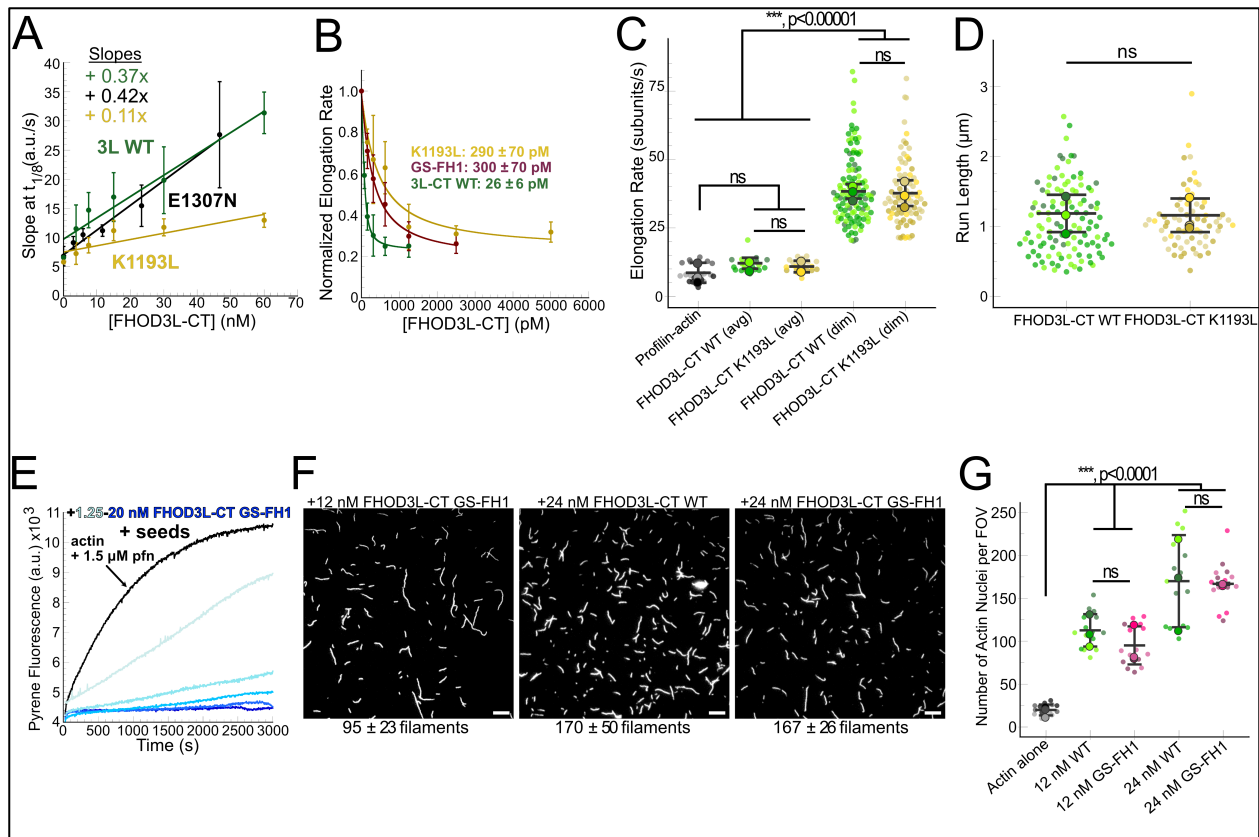 A
Slopes
+ 0.37x
+ 0.42x
+ 0.11x
3L WT
E1307N
K1193L
Slope at t1/8(a.u./s)
40
35
30
25
20
15
10
5
0
0 10 20 30 40 50 60 70
[FHOD3L-CT] (nM)
B
Normalized Elongation Rate
1.0
0.8
0.6
0.4
0.2
K1193L: 290 ± 70 pM
GS-FH1: 300 ± 70 pM
3L-CT WT: 26 ± 6 pM
0 1000 2000 3000 4000 5000 6000
[FHOD3L-CT] (pM)
C
***, p<0.00001
ns
ns
ns
Elongation Rate (subunits/s)
75
50
25
0
Profilin-actin
FHOD3L-CT WT (avg)
FHOD3L-CT K1193L (avg)
FHOD3L-CT WT (dim)
FHOD3L-CT K1193L (dim)
D
ns
Run Length (μm)
3
2
1
0
FHOD3L-CT WT FHOD3L-CT K1193L
E
+1.25-20 nM FHOD3L-CT GS-FH1
+ seeds
actin
+ 1.5 μM pfn
Pyrene Fluorescence (a.u.) x10³
11
10
9
8
7
6
5
4
0 500 1000 1500 2000 2500 3000
Time (s)
F
+12 nM FHOD3L-CT GS-FH1
+24 nM FHOD3L-CT WT
+24 nM FHOD3L-CT GS-FH1
95 ± 23 filaments
170 ± 50 filaments
167 ± 26 filaments
G
***, p<0.0001
ns
ns
Number of Actin Nuclei per FOV
250
200
150
100
50
0
Actin alone
12 nM WT
12 nM GS-FH1
24 nM WT
24 nM GS-FH1